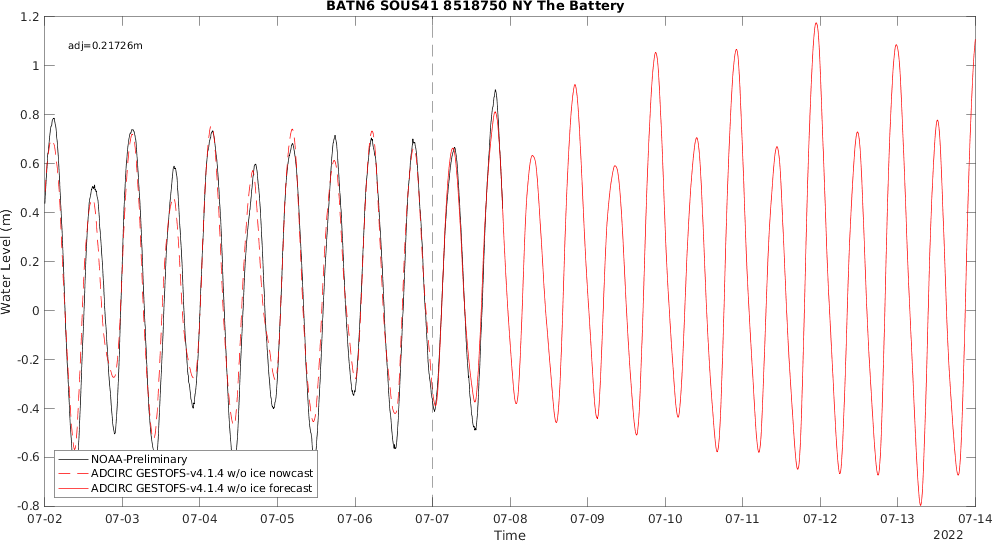 BATN6 SOUS41 8518750 NY The Battery
adj=0.21726m
Water Level (m)
1.2
1
0.8
0.6
0.4
0.2
0
-0.2
-0.4
-0.6
-0.8
NOAA-Preliminary
ADCIRC GESTOFS-v4.1.4 w/o ice nowcast
ADCIRC GESTOFS-v4.1.4 w/o ice forecast
07-02 07-03 07-04 07-05 07-06 07-07 07-08 07-09 07-10 07-11 07-12 07-13 07-14
Time
2022